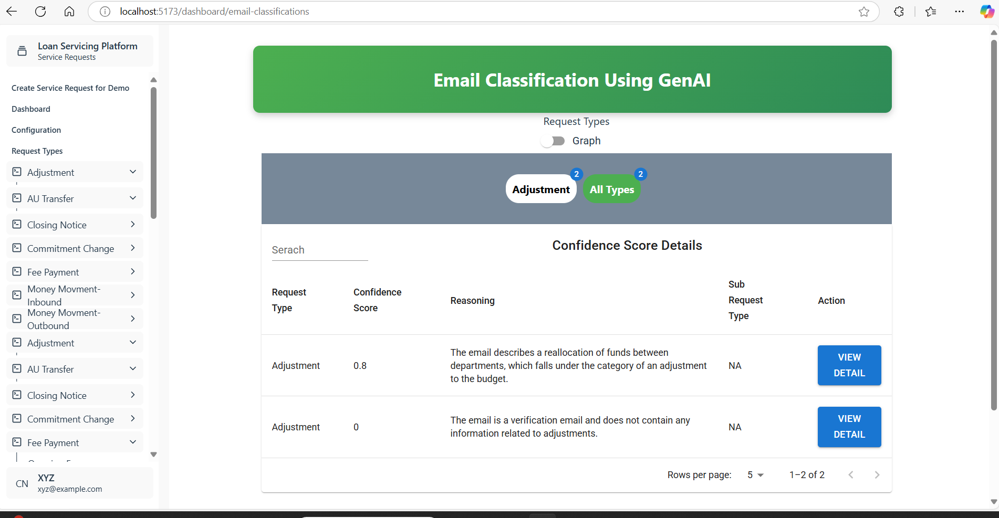 localhost:5173/dashboard/email-classifications
Loan Servicing Platform
Service Requests
Create Service Request for Demo
Dashboard
Configuration
Request Types
Adjustment
AU Transfer
Closing Notice
Commitment Change
Fee Payment
Money Movment-
Inbound
Money Movment-
Outbound
Adjustment
AU Transfer
Closing Notice
Commitment Change
Fee Payment
CN
XYZ
xyz@example.com
Email Classification Using GenAI
Request Types
Graph
Adjustment
2
All Types
2
Serach
Confidence Score Details
Request
Type
Confidence
Score
Reasoning
Sub
Request
Type
Action
Adjustment
0.8
The email describes a reallocation of funds between
departments, which falls under the category of an adjustment
to the budget.
NA
VIEW
DETAIL
Adjustment
0
The email is a verification email and does not contain any
information related to adjustments.
NA
VIEW
DETAIL
Rows per page:
5
1–2 of 2